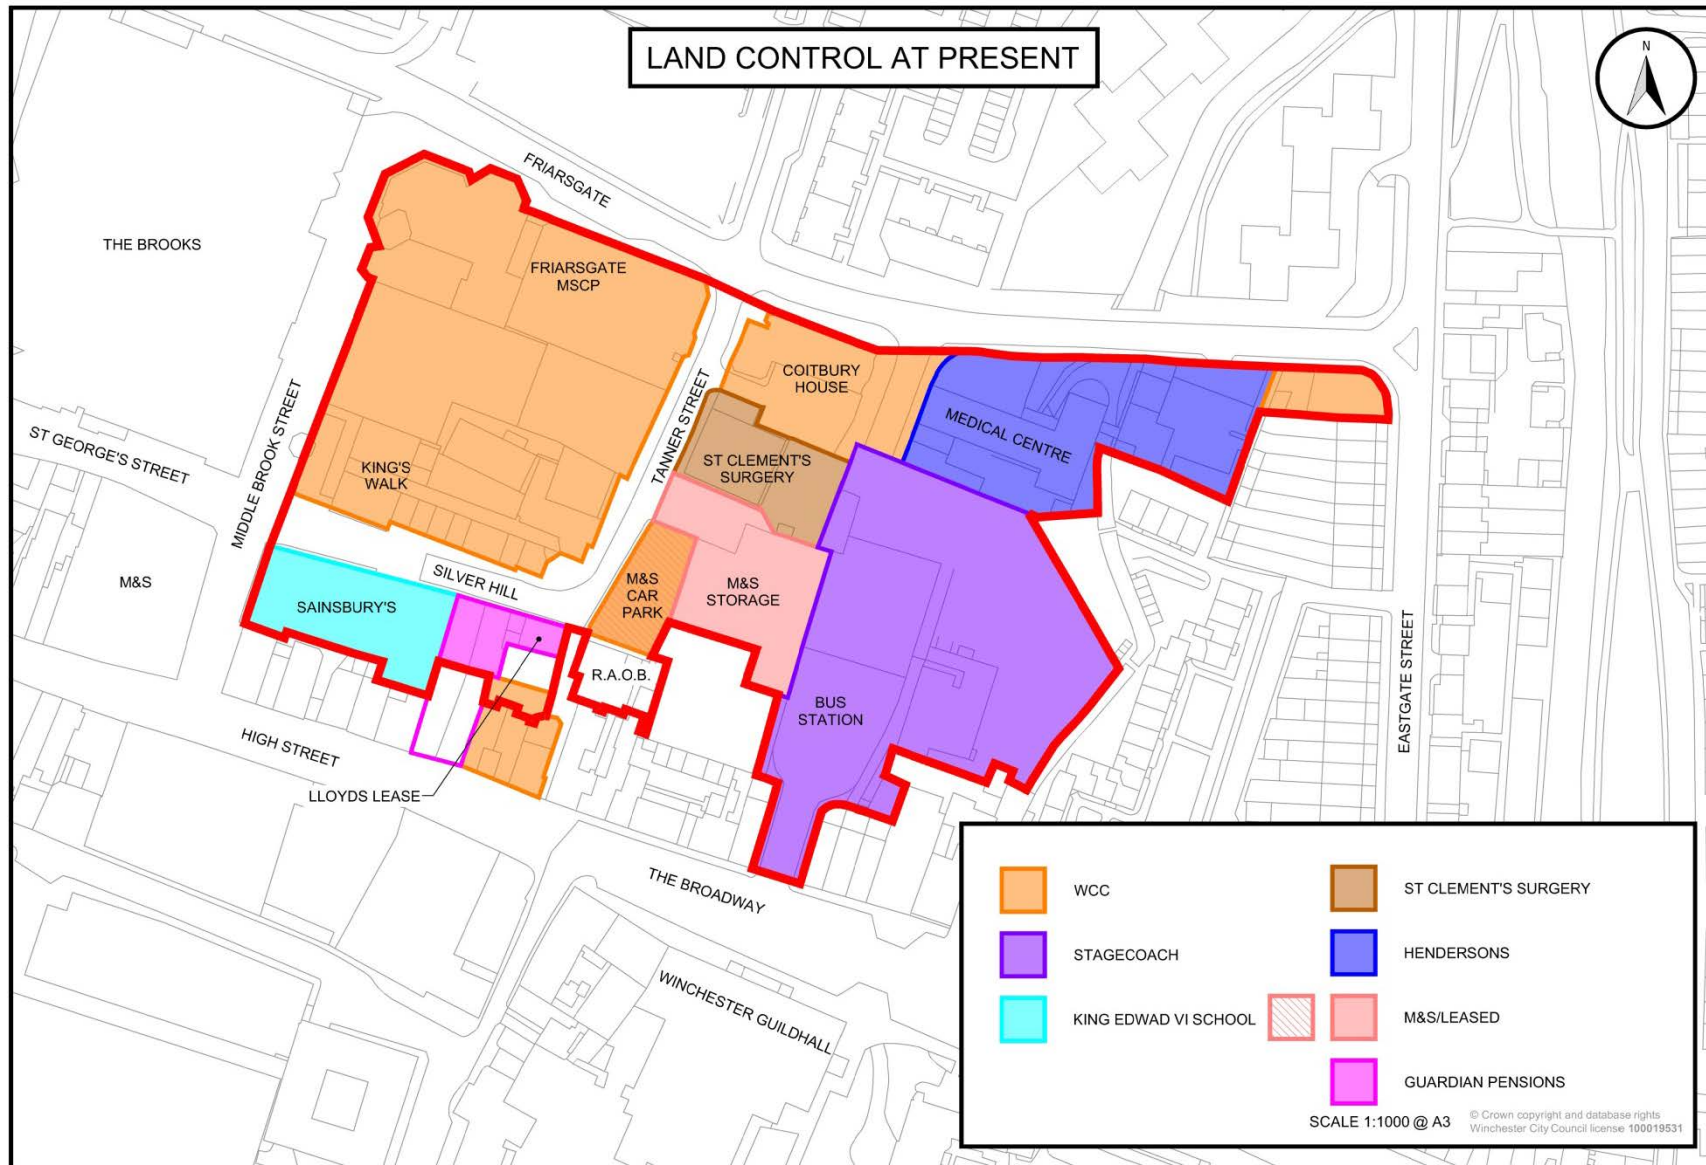 LAND CONTROL AT PRESENT
N
FRIARSGATE
THE BROOKS
FRIARSGATE
MSCP
COITBURY
HOUSE
MEDICAL CENTRE
TANNER STREET
ST GEORGE'S STREET
MIDDLE BROOK STREET
KING'S
WALK
ST CLEMENT'S
SURGERY
M&S
SILVER HILL
SAINSBURY'S
M&S
CAR
PARK
M&S
STORAGE
R.A.O.B.
BUS
STATION
EASTGATE STREET
HIGH STREET
LLOYDS LEASE
THE BROADWAY
WINCHESTER GUILDHALL
WCC
STAGECOACH
KING EDWAD VI SCHOOL
ST CLEMENT'S SURGERY
HENDERSONS
M&S/LEASED
GUARDIAN PENSIONS
SCALE 1:1000 @ A3
© Crown copyright and database rights
Winchester City Council license 100019531